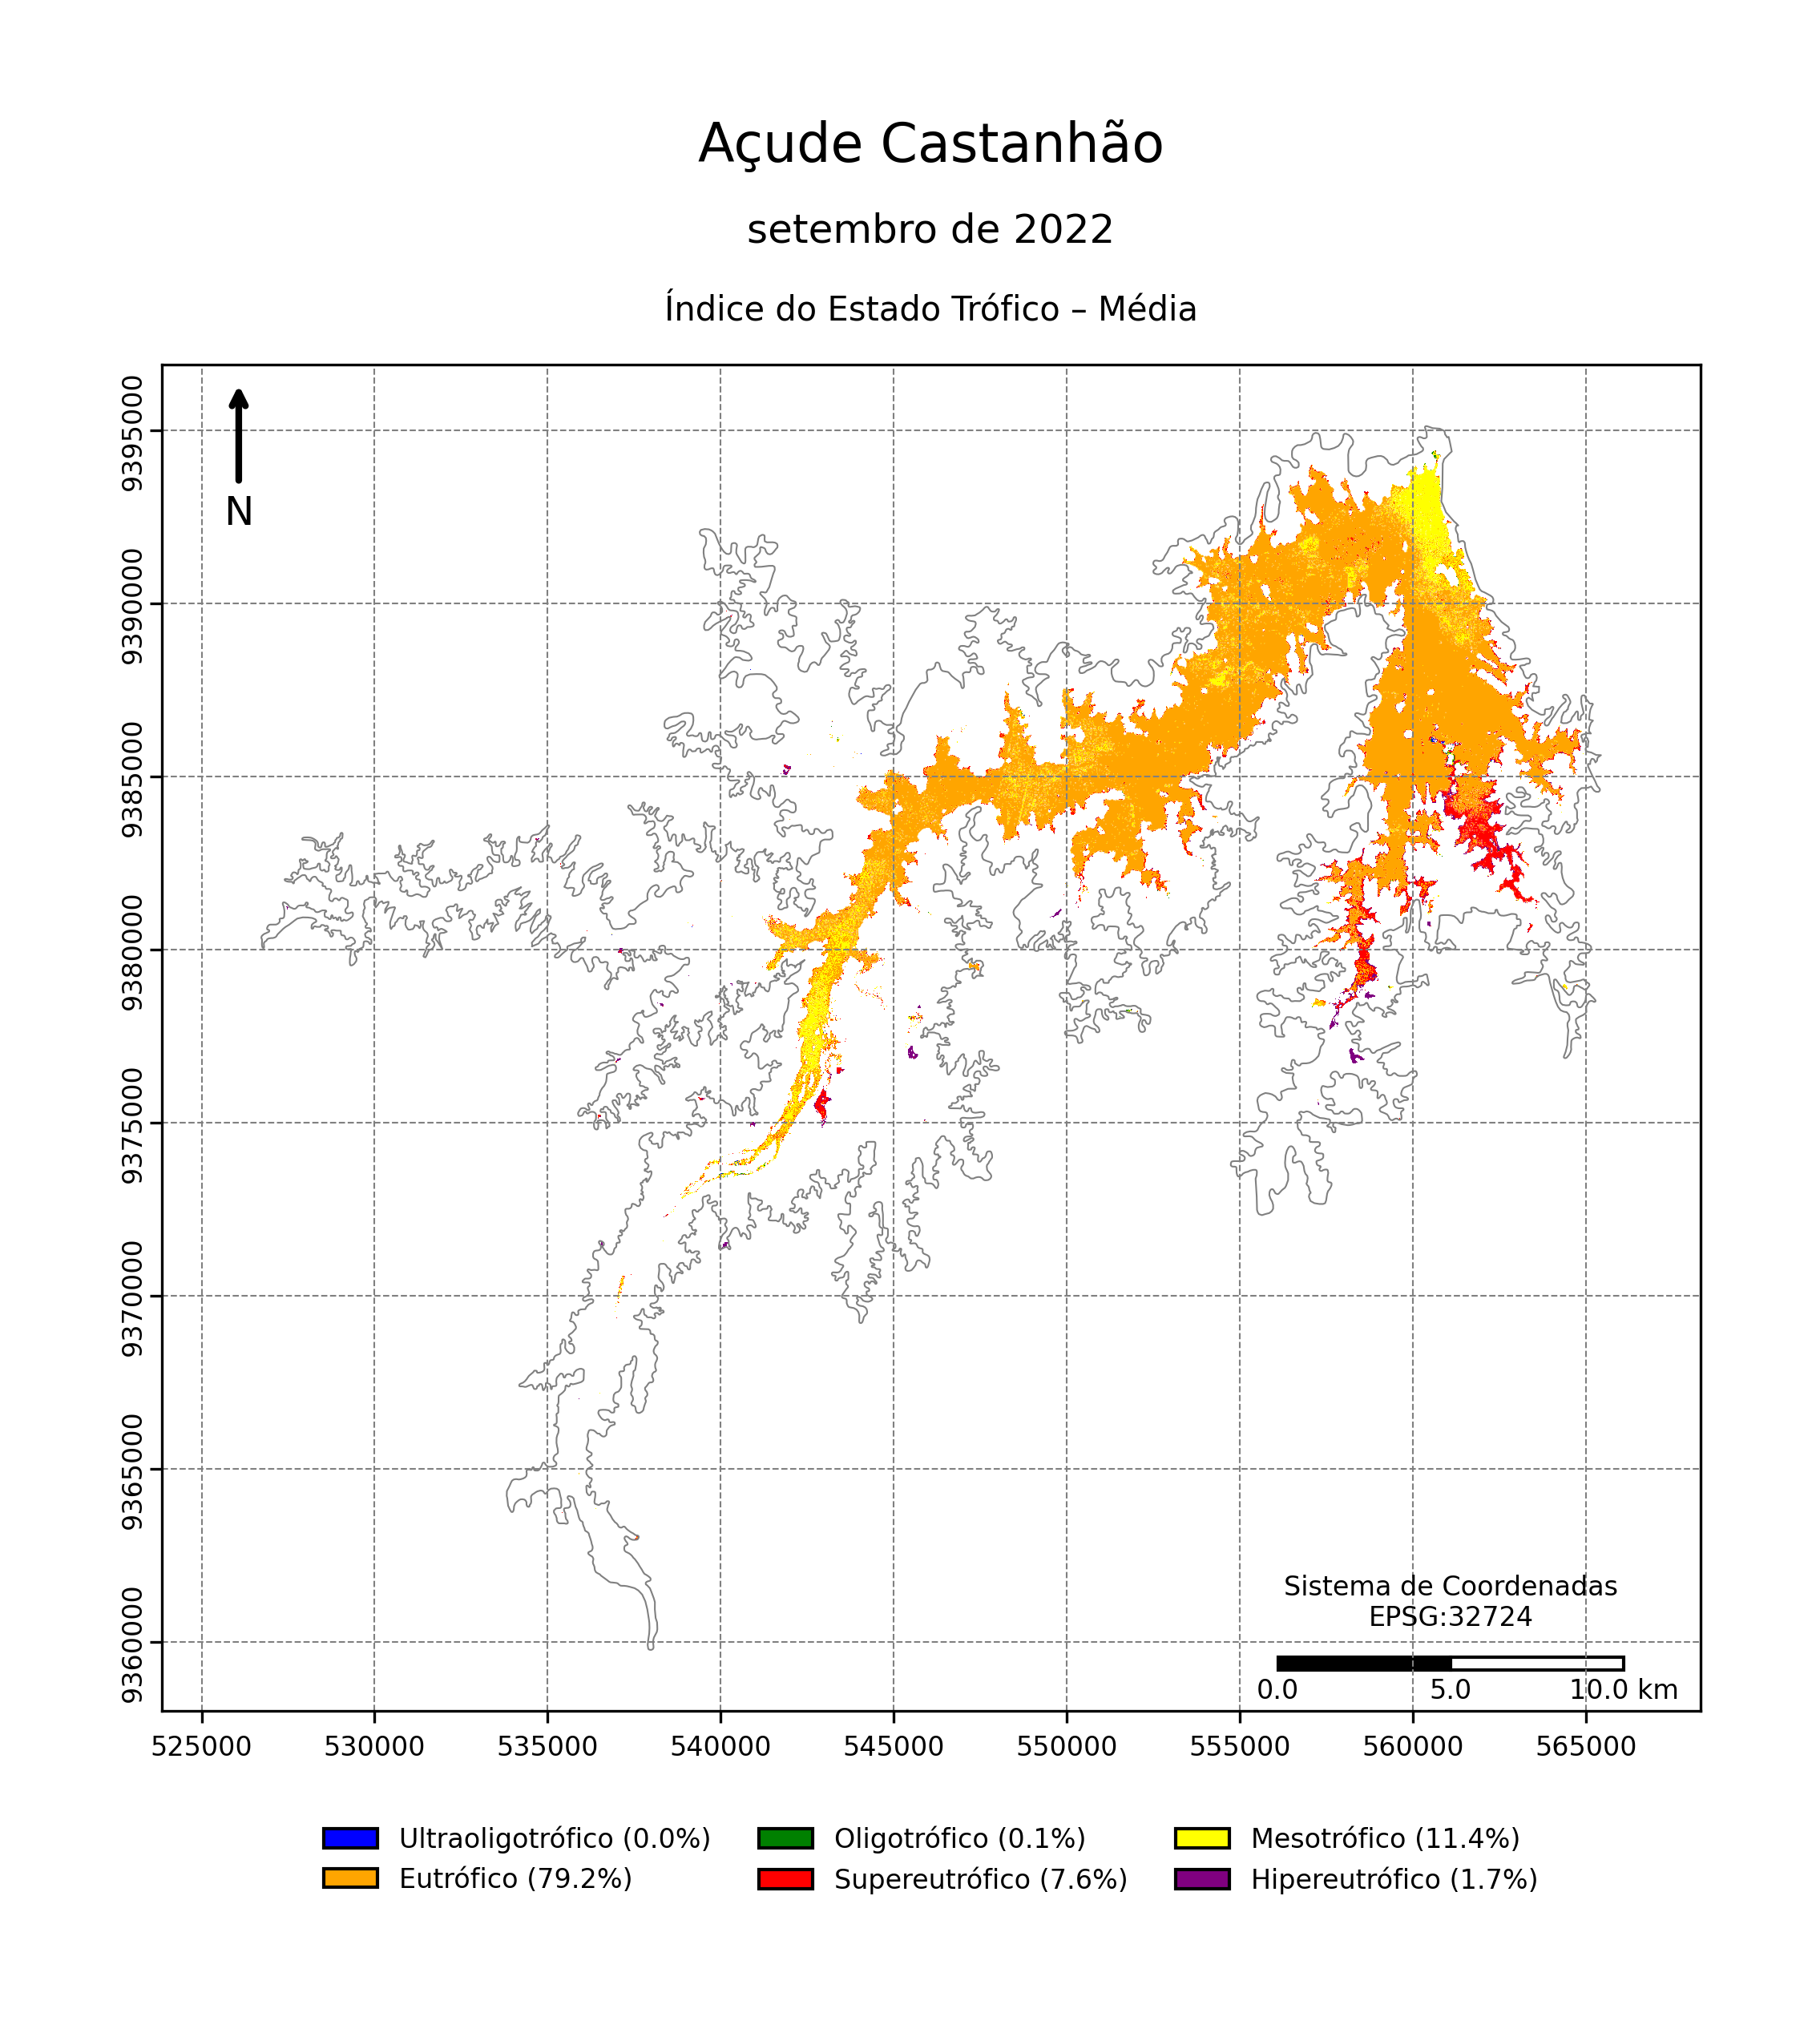 Açude Castanhão
setembro de 2022
Índice do Estado Trófico – Média
N
9395000
9390000
9385000
9380000
9375000
9370000
9365000
9360000
Sistema de Coordenadas
EPSG:32724
0.0 5.0 10.0 km
525000 530000 535000 540000 545000 550000 555000 560000 565000
Ultraoligotrófico (0.0%) Oligotrófico (0.1%) Mesotrófico (11.4%)
Eutrófico (79.2%) Supereutrófico (7.6%) Hipereutrófico (1.7%)